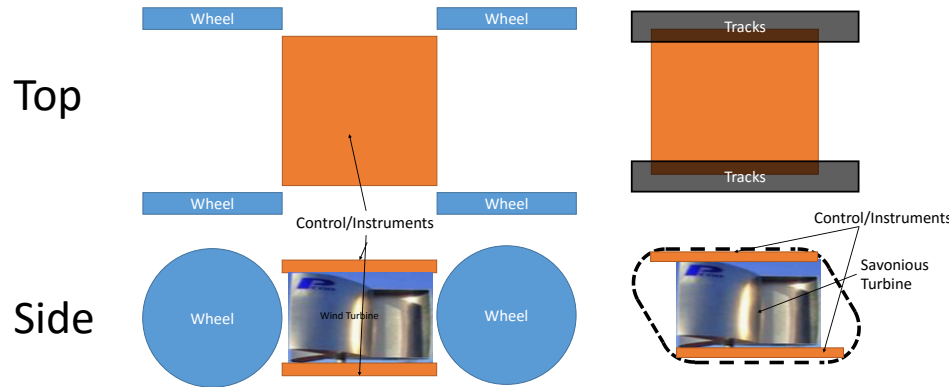 Wheel
Wheel
Tracks
Top
Tracks
Wheel
Wheel
Control/Instruments
Control/Instruments
Savonious
Turbine
Side
Wheel
Wind Turbine
Wheel